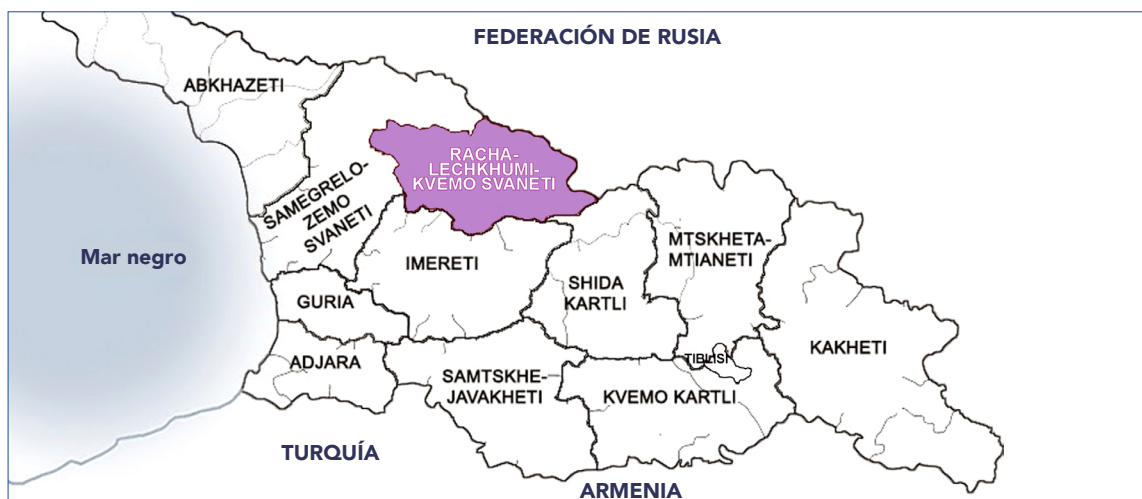 FEDERACIÓN DE RUSIA
ABKHAZETI
RACHA-
LECHKHUMI-
KVEMO SVANETI
SAMEGRELO-
ZEMO
SVANETI
MTSKHETA-
MTIANETI
Mar negro
IMERETI
SHIDA
KARTLI
GURIA
TIBLISI
KAKHETI
ADJARA
SAMTSKHE-
JAVAKHETI
KVEMO KARTLI
TURQUÍA
ARMENIA